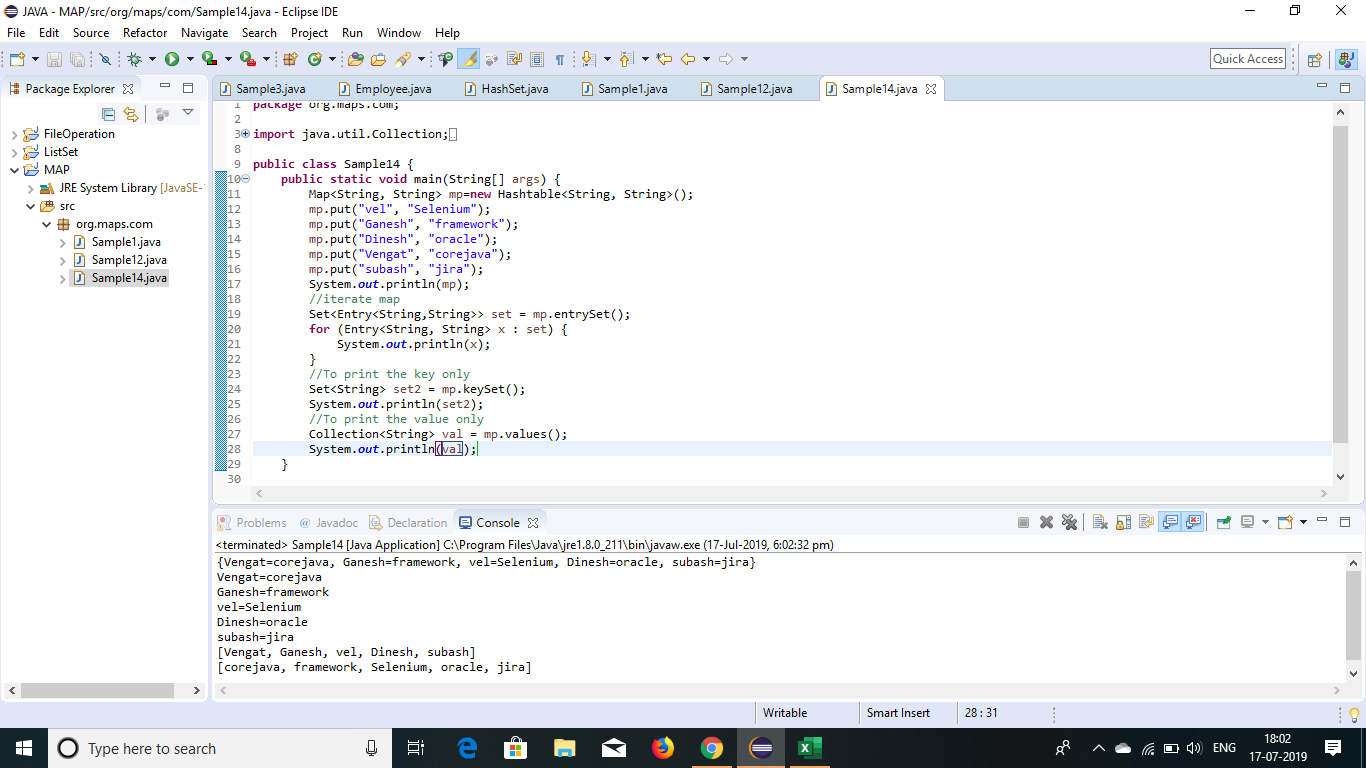 JAVA - MAP/src/org/maps/com/Sample14.java - Eclipse IDE
File Edit Source Refactor Navigate Search Project Run Window Help
Quick Access
Package Explorer
FileOperation
ListSet
MAP
JRE System Library [JavaSE-
src
org.maps.com
Sample1.java
Sample12.java
Sample14.java
Sample3.java Employee.java HashSet.java Sample1.java Sample12.java Sample14.java
1 package org.maps.com;
2
3 import java.util.Collection;
8
9 public class Sample14 {
10 public static void main(String[] args) {
11 Map<String, String> mp=new Hashtable<String, String>();
12 mp.put("vel", "Selenium");
13 mp.put("Ganesh", "framework");
14 mp.put("Dinesh", "oracle");
15 mp.put("Vengat", "corejava");
16 mp.put("subash", "jira");
17 System.out.println(mp);
18 //iterate map
19 Set<Entry<String,String>> set = mp.entrySet();
20 for (Entry<String, String> x : set) {
21 System.out.println(x);
22 }
23 //To print the key only
24 Set<String> set2 = mp.keySet();
25 System.out.println(set2);
26 //To print the value only
27 Collection<String> val = mp.values();
28 System.out.println(val);
29 }
30
Problems @ Javadoc Declaration Console
<terminated> Sample14 [Java Application] C:\Program Files\Java\jre1.8.0_211\bin\javaw.exe (17-Jul-2019, 6:02:32 pm)
{Vengat=corejava, Ganesh=framework, vel=Selenium, Dinesh=oracle, subash=jira}
Vengat=corejava
Ganesh=framework
vel=Selenium
Dinesh=oracle
subash=jira
[Vengat, Ganesh, vel, Dinesh, subash]
[corejava, framework, Selenium, oracle, jira]
Writable Smart Insert 28 : 31
Type here to search
ENG
18:02
17-07-2019